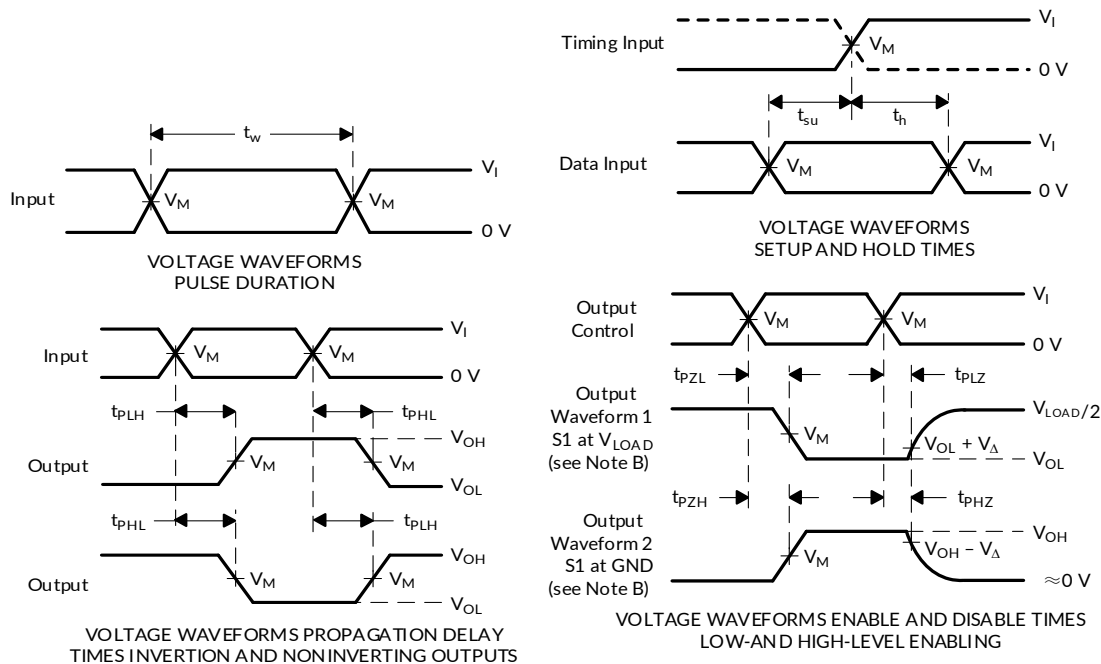 t_w
V_I
Input
V_M
V_M
0 V
VOLTAGE WAVEFORMS
PULSE DURATION
V_I
Timing Input
V_M
0 V
t_su
t_h
V_I
Data Input
V_M
V_M
0 V
VOLTAGE WAVEFORMS
SETUP AND HOLD TIMES
V_I
Input
V_M
V_M
0 V
t_PLH
t_PHL
V_OH
Output
V_M
V_M
V_OL
t_PHL
t_PLH
V_OH
Output
V_M
V_M
V_OL
VOLTAGE WAVEFORMS PROPAGATION DELAY
TIMES INVERTION AND NONINVERTING OUTPUTS
V_I
Output
Control
V_M
V_M
0 V
t_PZL
t_PLZ
Output
Waveform 1
S1 at V_LOAD
(see Note B)
V_LOAD/2
V_M
V_OL + V_Δ
V_OL
t_PZH
t_PHZ
Output
Waveform 2
S1 at GND
(see Note B)
V_OH
V_M
V_OH − V_Δ
≈0 V
VOLTAGE WAVEFORMS ENABLE AND DISABLE TIMES
LOW-AND HIGH-LEVEL ENABLING